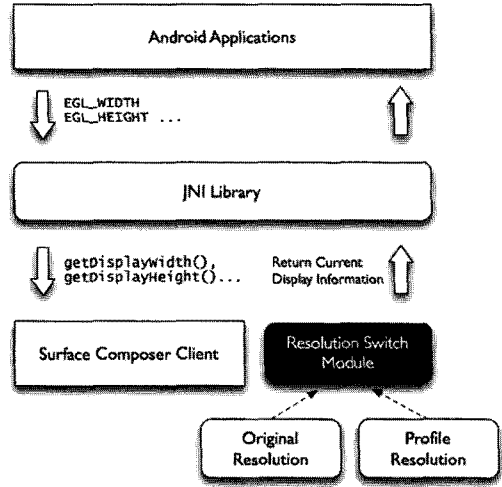 Android Applications
EGL_WIDTH
EGL_HEIGHT ...
JNI Library
getDisplayWidth(),
getDisplayHeight()...
Return Current
Display Information
Surface Composer Client
Resolution Switch
Module
Original
Resolution
Profile
Resolution